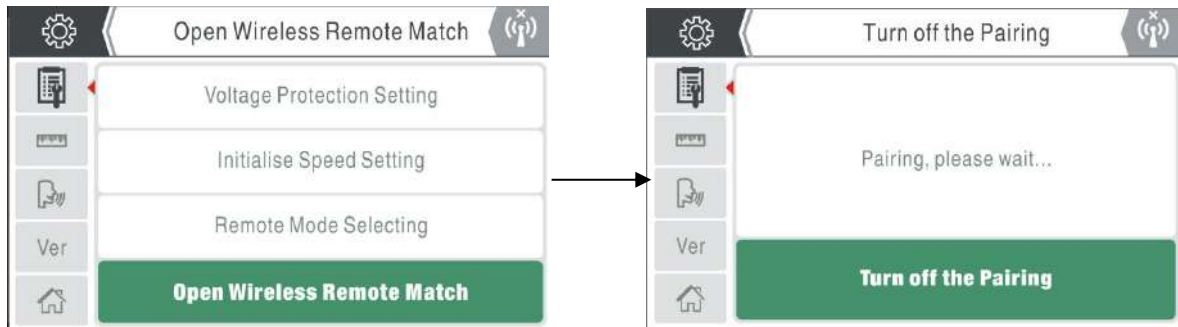 Open Wireless Remote Match
Voltage Protection Setting
Initialise Speed Setting
Remote Mode Selecting
Ver
Open Wireless Remote Match
Turn off the Pairing
Pairing, please wait...
Ver
Turn off the Pairing